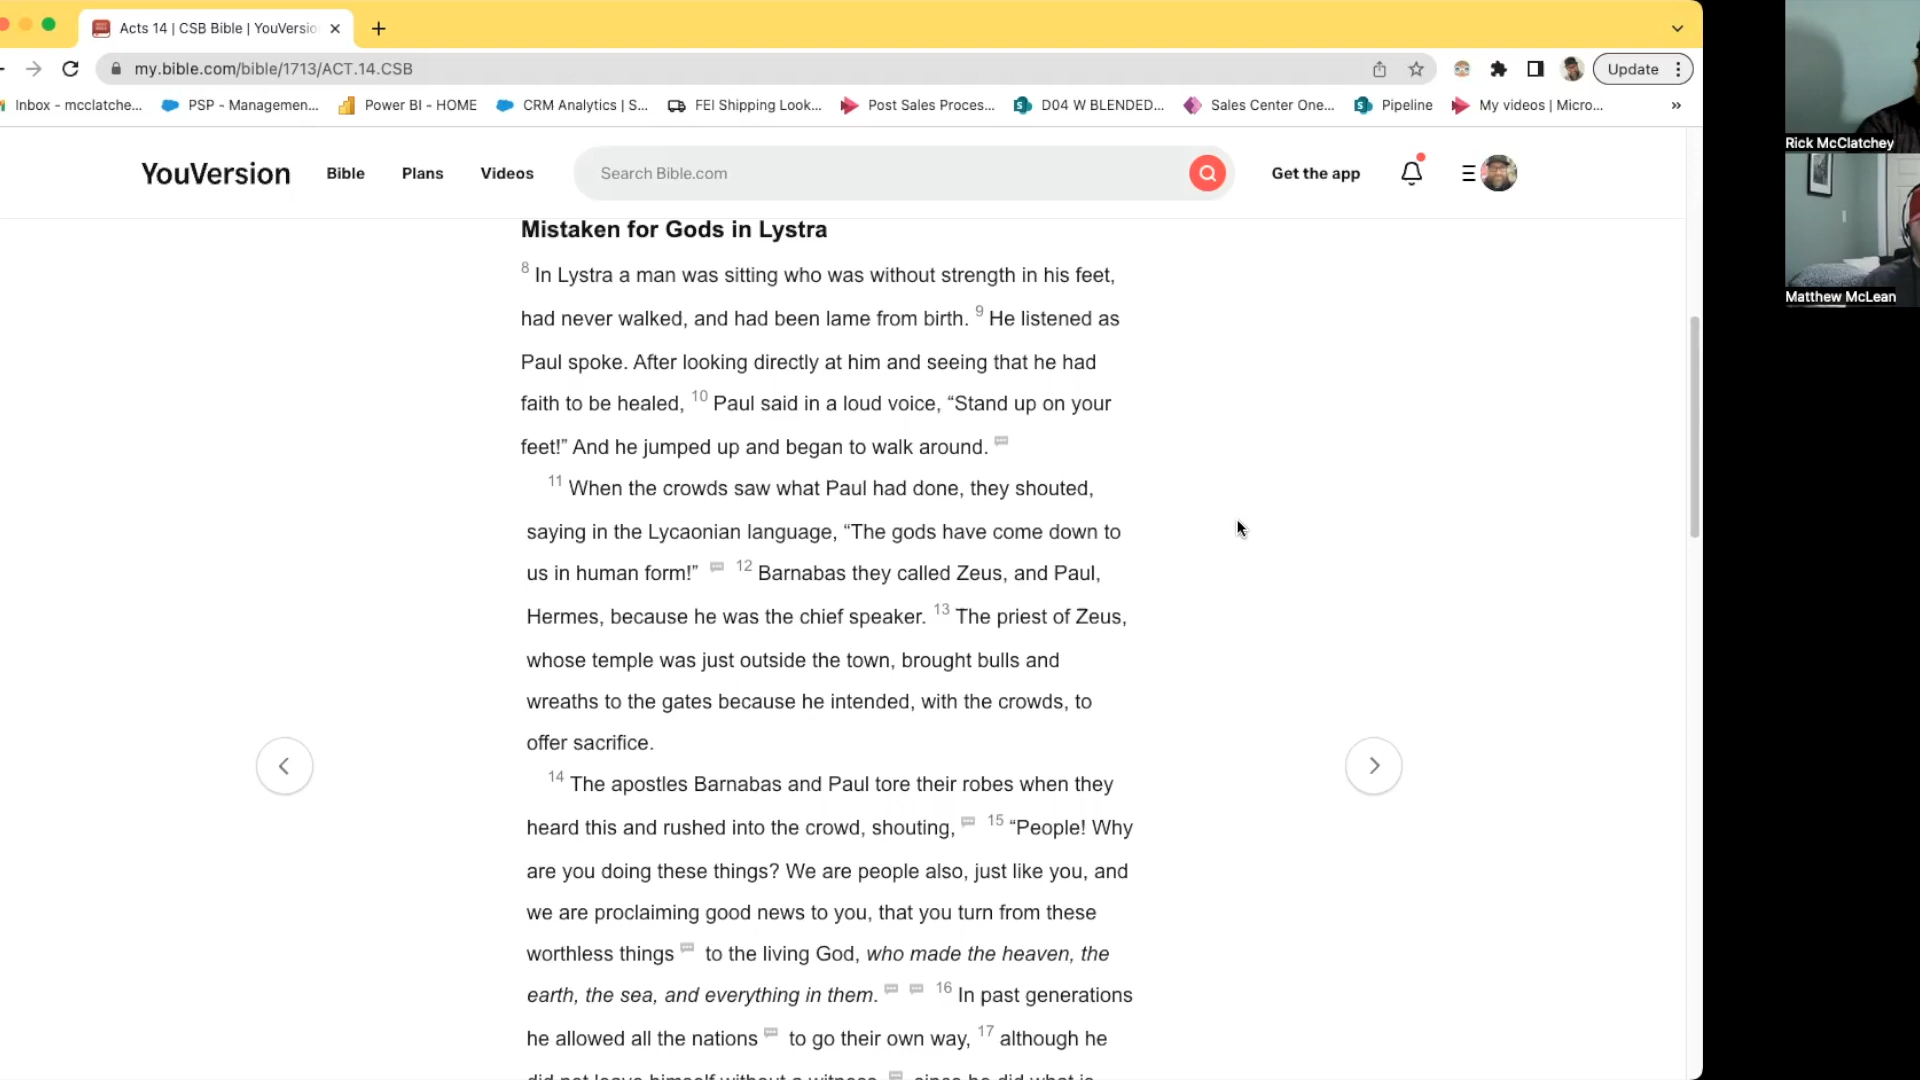 Acts 14 | CSB Bible | YouVersio
my.bible.com/bible/1713/ACT.14.CSB
Update
Inbox - mcclatche...
PSP - Managemen...
Power BI - HOME
CRM Analytics | S...
FEI Shipping Look...
Post Sales Proces...
D04 W BLENDED...
Sales Center One...
Pipeline
My videos | Micro...
»
YouVersion
Bible
Plans
Videos
Search Bible.com
Get the app
Rick McClatchey
Matthew McLean
Mistaken for Gods in Lystra
8 In Lystra a man was sitting who was without strength in his feet,
had never walked, and had been lame from birth. 9 He listened as
Paul spoke. After looking directly at him and seeing that he had
faith to be healed, 10 Paul said in a loud voice, “Stand up on your
feet!” And he jumped up and began to walk around.
11 When the crowds saw what Paul had done, they shouted,
saying in the Lycaonian language, “The gods have come down to
us in human form!” 12 Barnabas they called Zeus, and Paul,
Hermes, because he was the chief speaker. 13 The priest of Zeus,
whose temple was just outside the town, brought bulls and
wreaths to the gates because he intended, with the crowds, to
offer sacrifice.
14 The apostles Barnabas and Paul tore their robes when they
heard this and rushed into the crowd, shouting, 15 “People! Why
are you doing these things? We are people also, just like you, and
we are proclaiming good news to you, that you turn from these
worthless things to the living God, who made the heaven, the
earth, the sea, and everything in them. 16 In past generations
he allowed all the nations to go their own way, 17 although he
did not leave himself without a witness, since he did what is